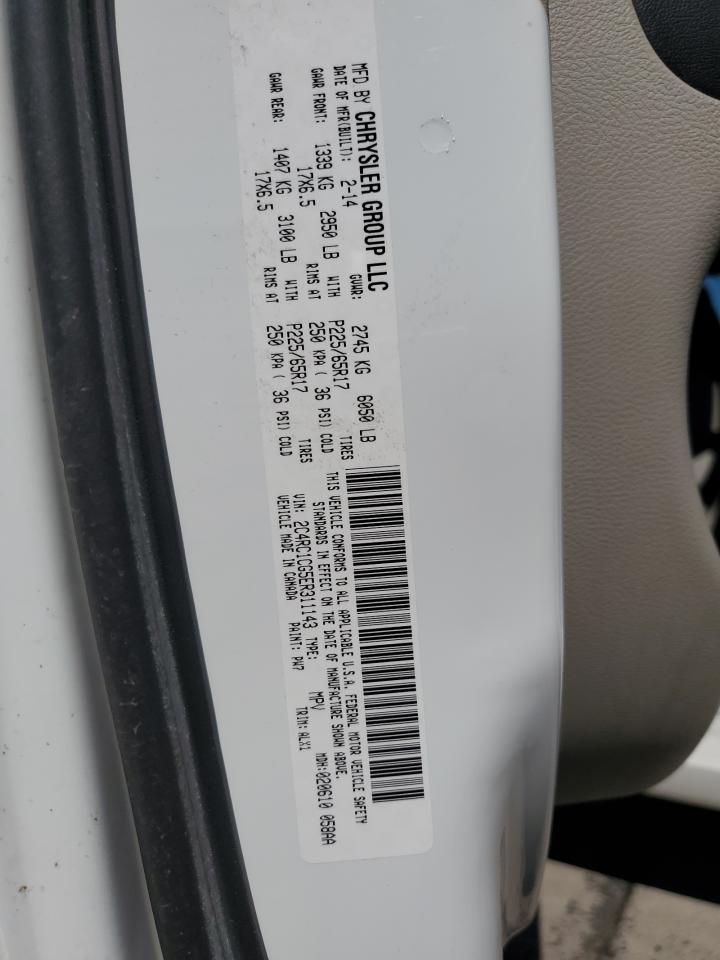 MFD BY CHRYSLER GROUP LLC
DATE OF MFR(BUILT): 2-14 GVWR: 2745 KG 6050 LB
GAWR FRONT: 1339 KG 2950 LB WITH P225/65R17 TIRES
17X6.5 RIMS AT 250 KPA ( 36 PSI) COLD
GAWR REAR: 1407 KG 3100 LB WITH P225/65R17 TIRES
17X6.5 RIMS AT 250 KPA ( 36 PSI) COLD
THIS VEHICLE CONFORMS TO ALL APPLICABLE U.S.A. FEDERAL MOTOR VEHICLE SAFETY
STANDARDS IN EFFECT ON THE DATE OF MANUFACTURE SHOWN ABOVE.
VIN: 2C4RC1CG5ER311143 TYPE: MPV MDH:020610 058AA
VEHICLE MADE IN CANADA PAINT: PW7 TRIM: ALX1